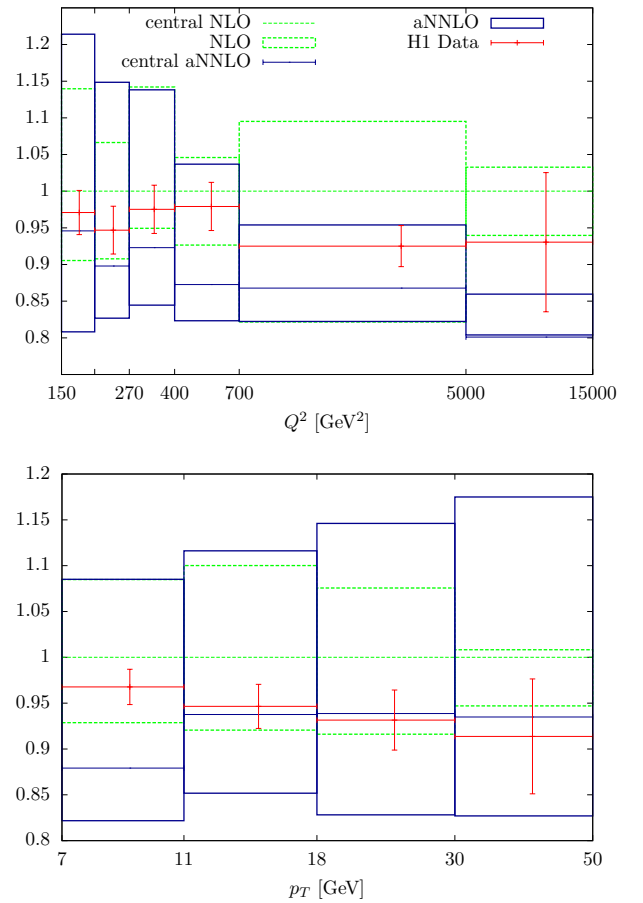 central NLO
NLO
central aNNLO
aNNLO
H1 Data
1.2
1.15
1.1
1.05
1
0.95
0.9
0.85
0.8
150 270 400 700 5000 15000
Q² [GeV²]
1.2
1.15
1.1
1.05
1
0.95
0.9
0.85
0.8
7 11 18 30 50
p_T [GeV]